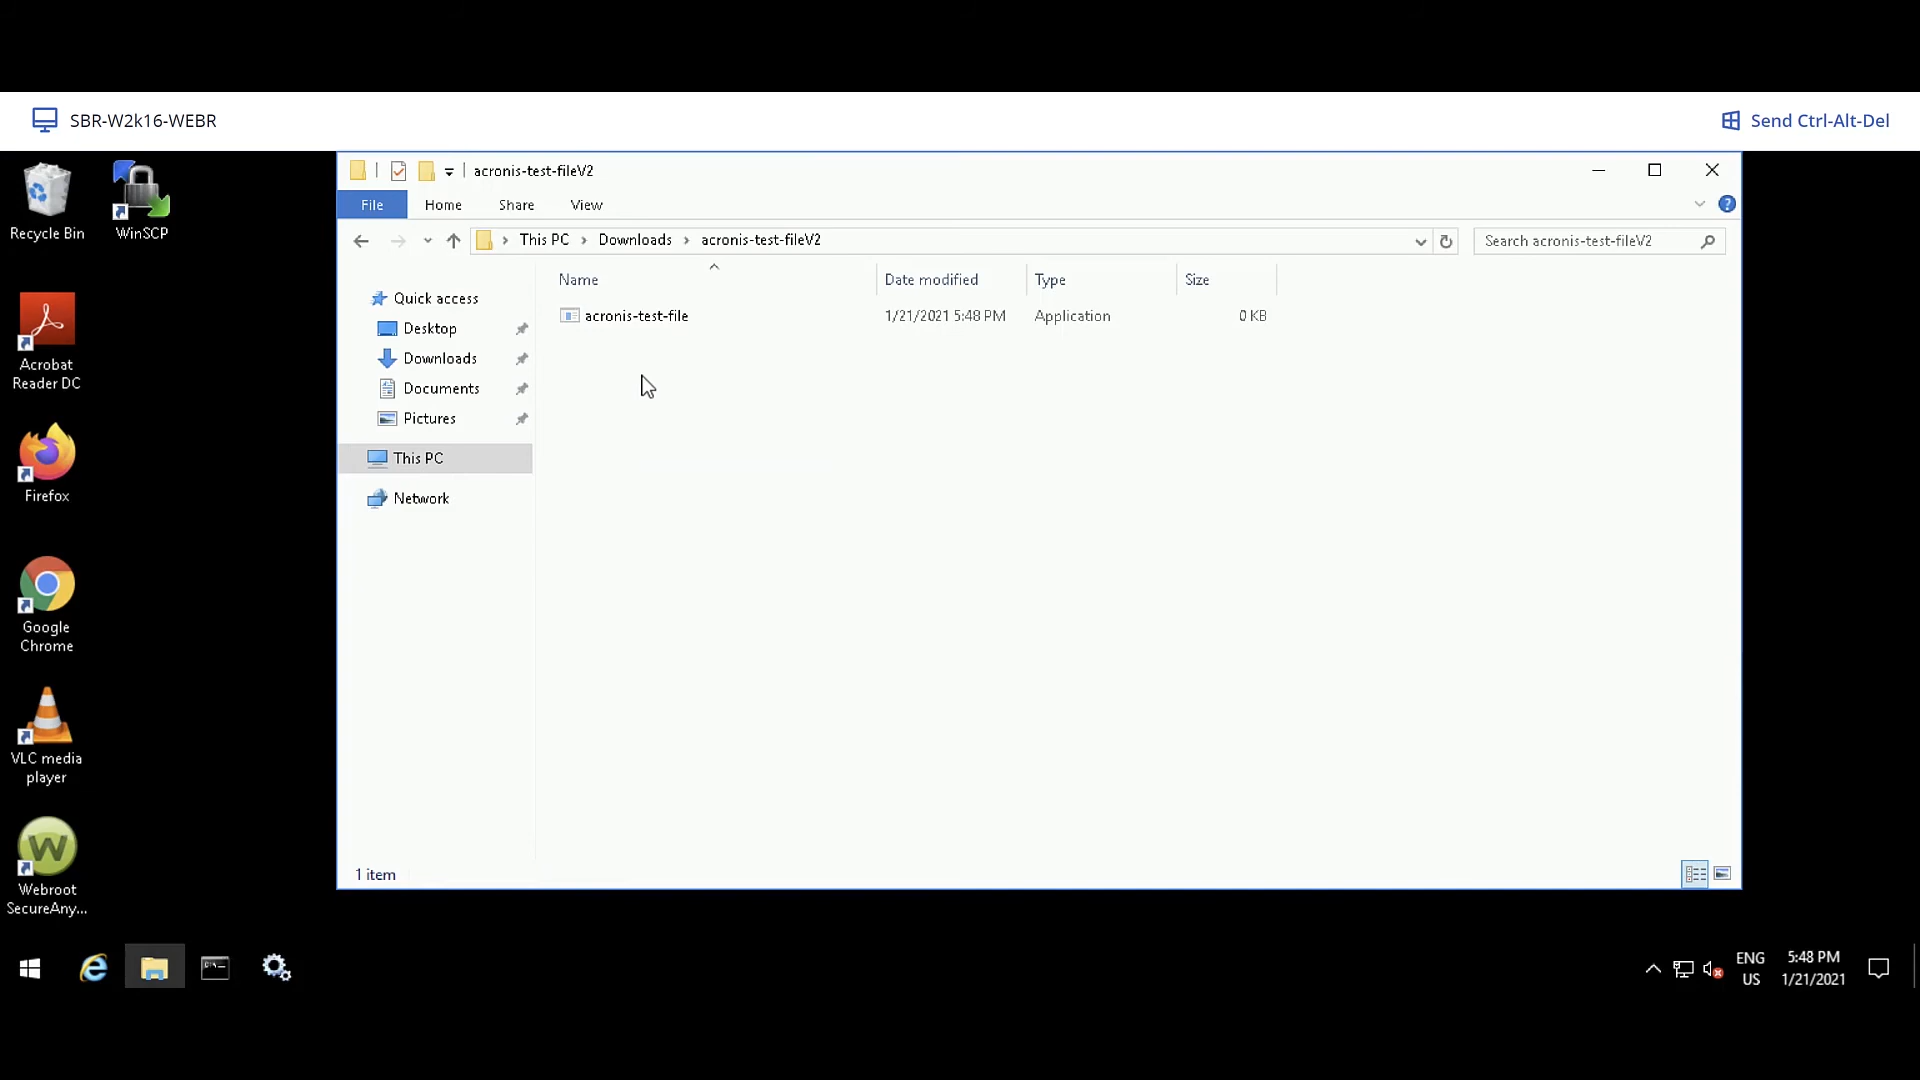 SBR-W2k16-WEBR
Send Ctrl-Alt-Del
Recycle Bin
WinSCP
acronis-test-fileV2
File
Home
Share
View
This PC
Downloads
acronis-test-fileV2
Search acronis-test-fileV2
Name
Date modified
Type
Size
Quick access
acronis-test-file
1/21/2021 5:48 PM
Application
0 KB
Desktop
Downloads
Documents
Pictures
This PC
Network
Acrobat
Reader DC
Firefox
Google
Chrome
VLC media
player
Webroot
SecureAny...
1 item
ENG
US
5:48 PM
1/21/2021